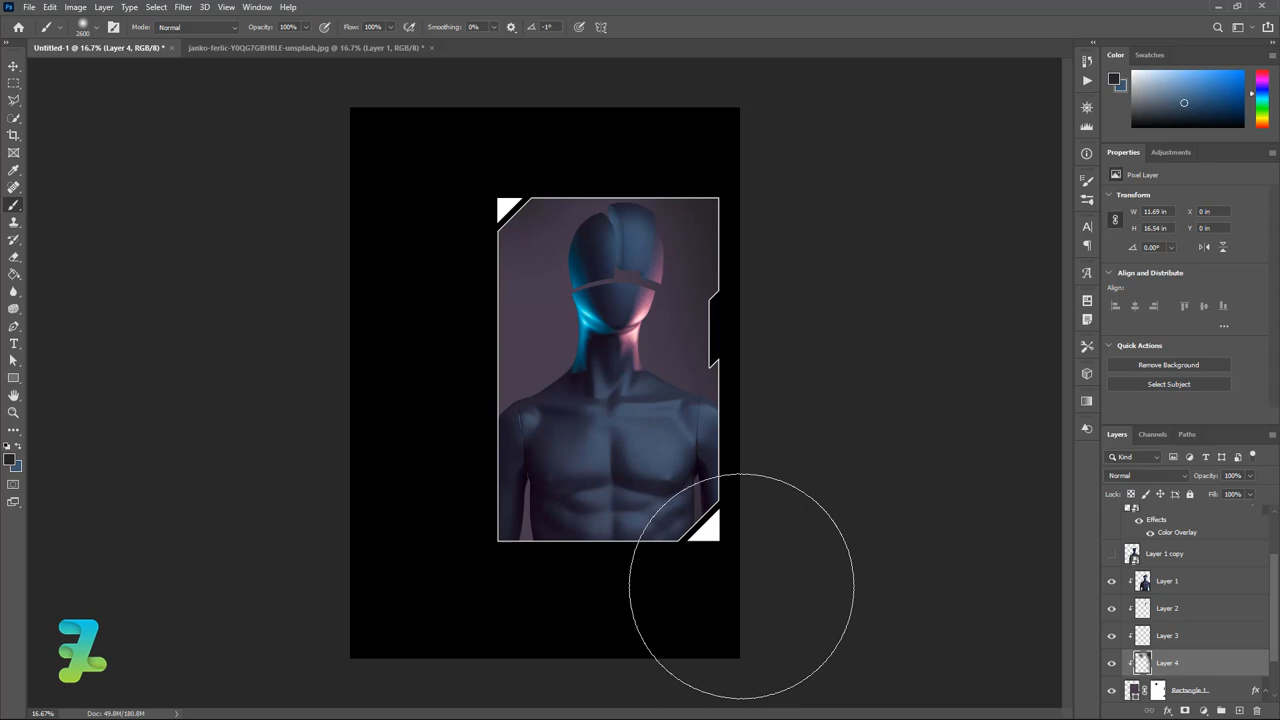 File Edit Image Layer Type Select Filter 3D View Window Help
2600 Mode: Normal Opacity: 100% Flow: 100% Smoothing: 0% -1°
Untitled-1 @ 16.7% (Layer 4, RGB/8) * × janko-ferlic-Y0QG7GBHBLE-unsplash.jpg @ 16.7% (Layer 1, RGB/8) * ×
Color Swatches
Properties Adjustments
Pixel Layer
Transform
W 11.69 in X 0 in
H 16.54 in Y 0 in
0.00°
Align and Distribute
Align:
Quick Actions
Remove Background
Select Subject
Layers Channels Paths
Kind
Normal Opacity: 100%
Lock: Fill: 100%
Effects
Color Overlay
Layer 1 copy
Layer 1
Layer 2
Layer 3
Layer 4
Rectangle 1 fx
16.67% Doc: 49.8M/180.8M